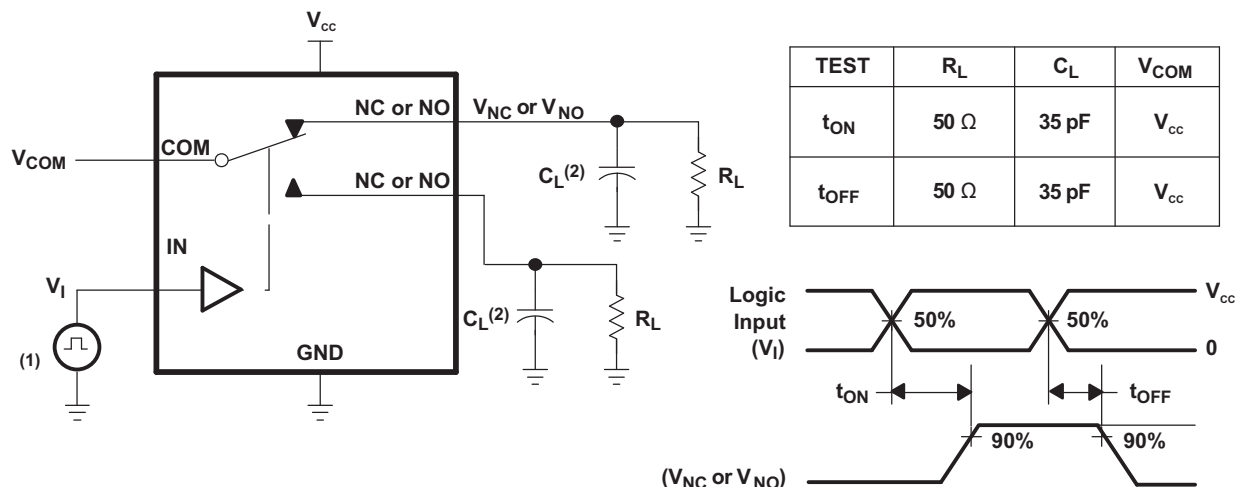 Vcc
NC or NO
VNC or VNO
COM
VCOM
CL(2)
RL
NC or NO
IN
VI
CL(2)
RL
(1)
GND
TEST RL CL VCOM
tON 50 Ω 35 pF Vcc
tOFF 50 Ω 35 pF Vcc
Logic
Input
(VI)
50%
50%
Vcc
0
tON
tOFF
90%
90%
(VNC or VNO)